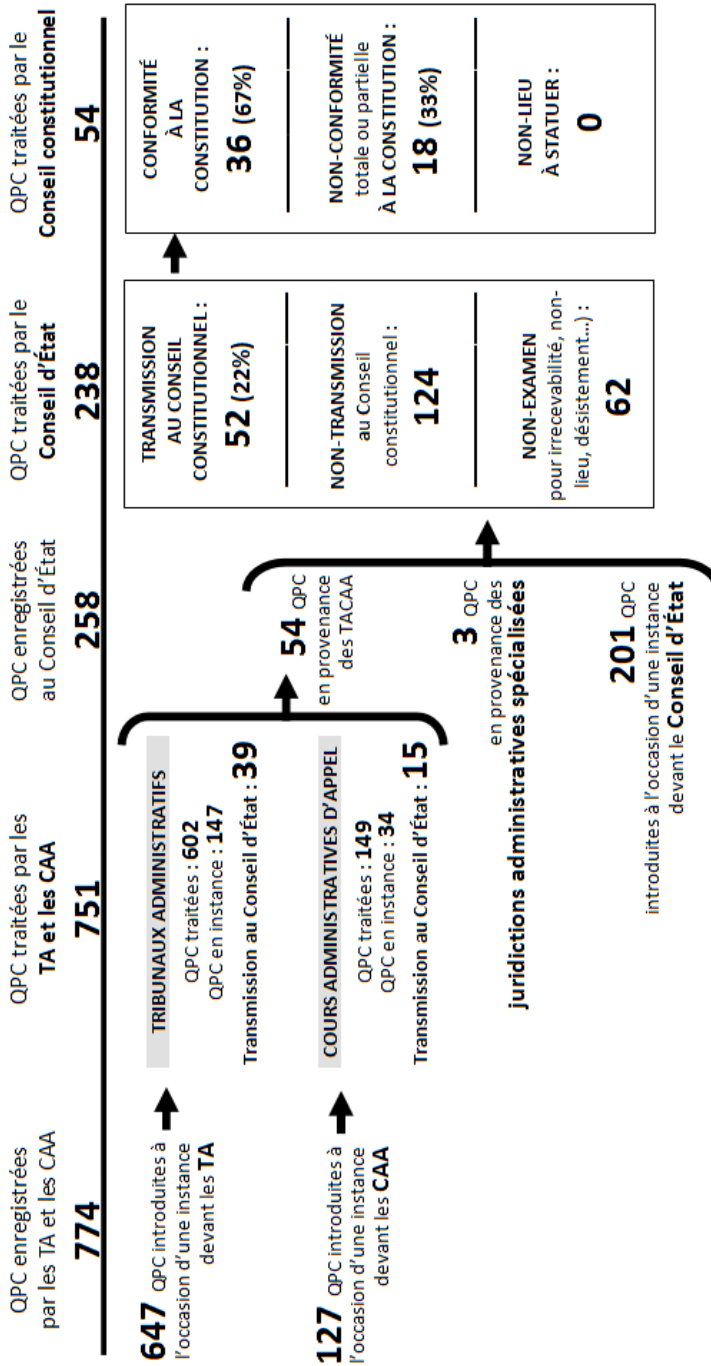 QPC enregistrées
par les TA et les CAA
774
QPC traitées par les
TA et les CAA
751
QPC enregistrées
au Conseil d'État
258
QPC traitées par le
Conseil d'État
238
QPC traitées par le
Conseil constitutionnel
54
647 QPC introduites à
l'occasion d'une instance
devant les TA
127 QPC introduites à
l'occasion d'une instance
devant les CAA
TRIBUNAUX ADMINISTRATIFS
QPC traitées : 602
QPC en instance : 147
Transmission au Conseil d'État : 39
COURS ADMINISTRATIVES D'APPEL
QPC traitées : 149
QPC en instance : 34
Transmission au Conseil d'État : 15
54 QPC
en provenance
des TACAA
3 QPC
en provenance des
juridictions administratives spécialisées
201 QPC
introduites à l'occasion d'une instance
devant le Conseil d'État
TRANSMISSION
AU CONSEIL
CONSTITUTIONNEL :
52 (22%)
NON-TRANSMISSION
au Conseil
constitutionnel :
124
NON-EXAMEN
pour irrecevabilité, non-
lieu, désistement...) :
62
CONFORMITÉ
À LA
CONSTITUTION :
36 (67%)
NON-CONFORMITÉ
totale ou partielle
À LA CONSTITUTION :
18 (33%)
NON-LIEU
À STATUER :
0